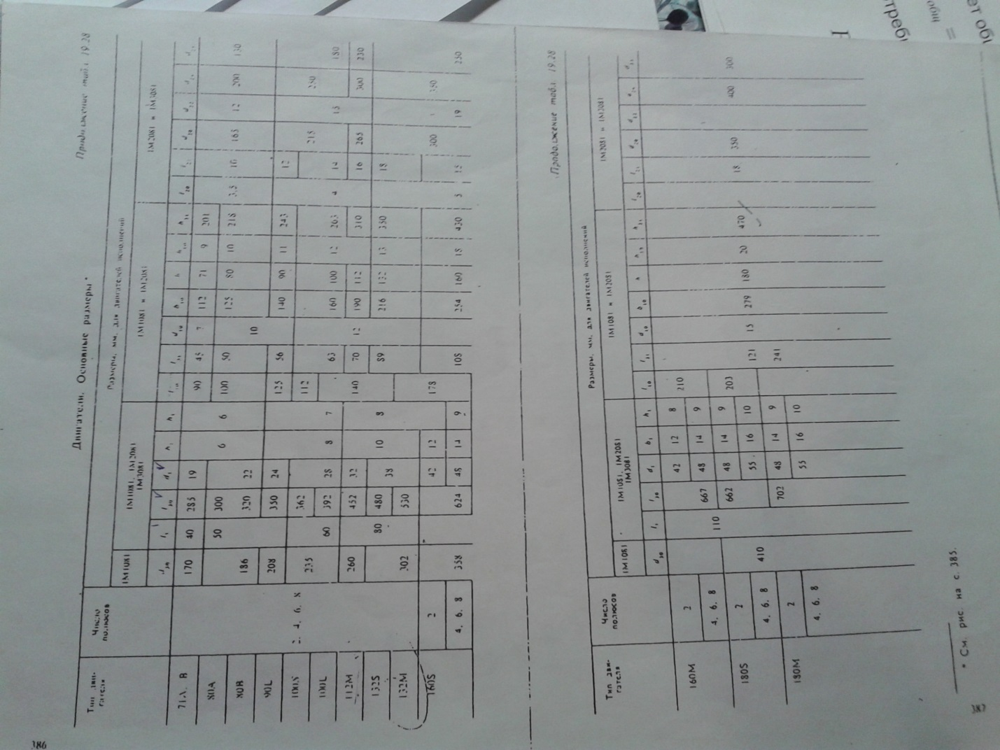 386
Продолжение табл. 19.28
Двигатели. Основные размеры*
Тип двигателя | Число полюсов | Размеры, мм, для двигателей исполнений
IM1081 | IM1081, IM2081 IM3081 | IM1081 и IM2081 | IM2081 и IM3081
d30 | l1 | l30 | d1 | h1 | l10 | l31 | d10 | b10 | h | h10 | h31 | l20 | l21 | d20 | d22 | d24 | d25
71A, B | 2, 4, 6, 8 | 170 | 40 | 285 | 19 | 6 | 6 | 90 | 45 | 7 | 112 | 71 | 9 | 201 | 3,5 | 10 | 165 | 12 | 200 | 130
80A | 186 | 50 | 300 | 22 | 100 | 50 | 10 | 125 | 80 | 10 | 218
80B | 320
90L | 208 | 350 | 24 | 8 | 7 | 125 | 56 | 140 | 90 | 11 | 243 | 4 | 12 | 215 | 15 | 250 | 180
100S | 235 | 60 | 362 | 28 | 112 | 63 | 12 | 160 | 100 | 12 | 263 | 14
100L | 392 | 140
112M | 260 | 80 | 452 | 32 | 10 | 8 | 70 | 190 | 112 | 310 | 16 | 265 | 300 | 230
132S | 302 | 480 | 38 | 89 | 216 | 132 | 13 | 350 | 18 | 300 | 19 | 350 | 250
132M | 530 | 178
160S | 2 | 358 | 624 | 42 | 12 | 108 | 254 | 160 | 18 | 430 | 5 | 15
4, 6, 8 | 48 | 14 | 9
Продолжение табл. 19.28
Тип двигателя | Число полюсов | Размеры, мм, для двигателей исполнений
IM1081 | IM1081, IM2081 IM3081 | IM1081 и IM2081 | IM2081 и IM3081
d30 | l1 | l30 | d1 | b1 | h1 | l10 | l31 | d10 | b10 | h | h10 | h31 | l20 | l21 | d20 | d24 | d25
160M | 2 | 110 | 667 | 42 | 12 | 8 | 210
4, 6, 8 | 48 | 14 | 9
180S | 2 | 410 | 662 | 48 | 14 | 9 | 203 | 121 | 15 | 279 | 180 | 20 | 470 | 18 | 350 | 400 | 300
4, 6, 8 | 55 | 16 | 10
180M | 2 | 702 | 48 | 14 | 9 | 241
4, 6, 8 | 55 | 16 | 10
* См. рис. на с. 385.
387